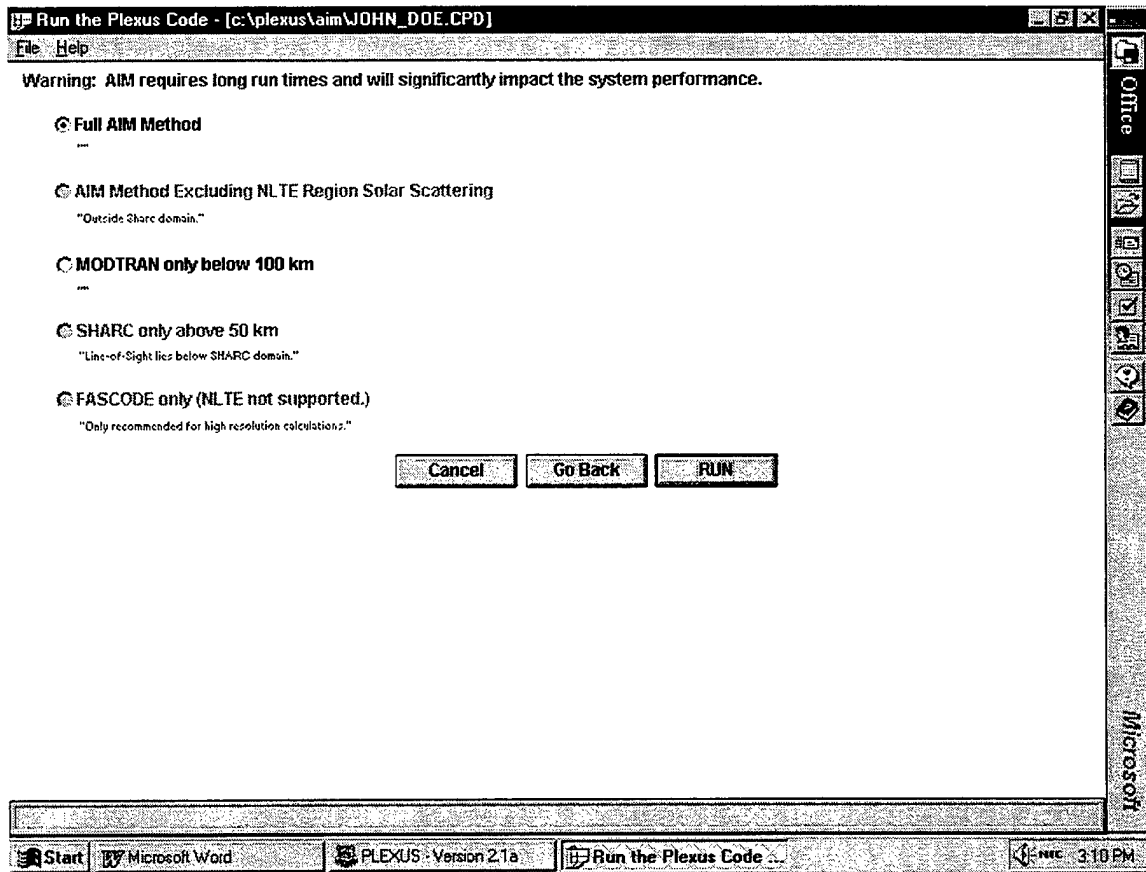 Run the Plexus Code - [c:\plexus\aim\JOHN_DOE.CPD]
File Help
Warning: AIM requires long run times and will significantly impact the system performance.
Full AIM Method
""
AIM Method Excluding NLTE Region Solar Scattering
"Outside Sharc domain."
MODTRAN only below 100 km
""
SHARC only above 50 km
"Line-of-Sight lies below SHARC domain."
FASCODE only (NLTE not supported.)
"Only recommended for high resolution calculations."
Cancel Go Back RUN
Office
Microsoft
Start Microsoft Word PLEXUS - Version 2.1a Run the Plexus Code ... 3:10 PM